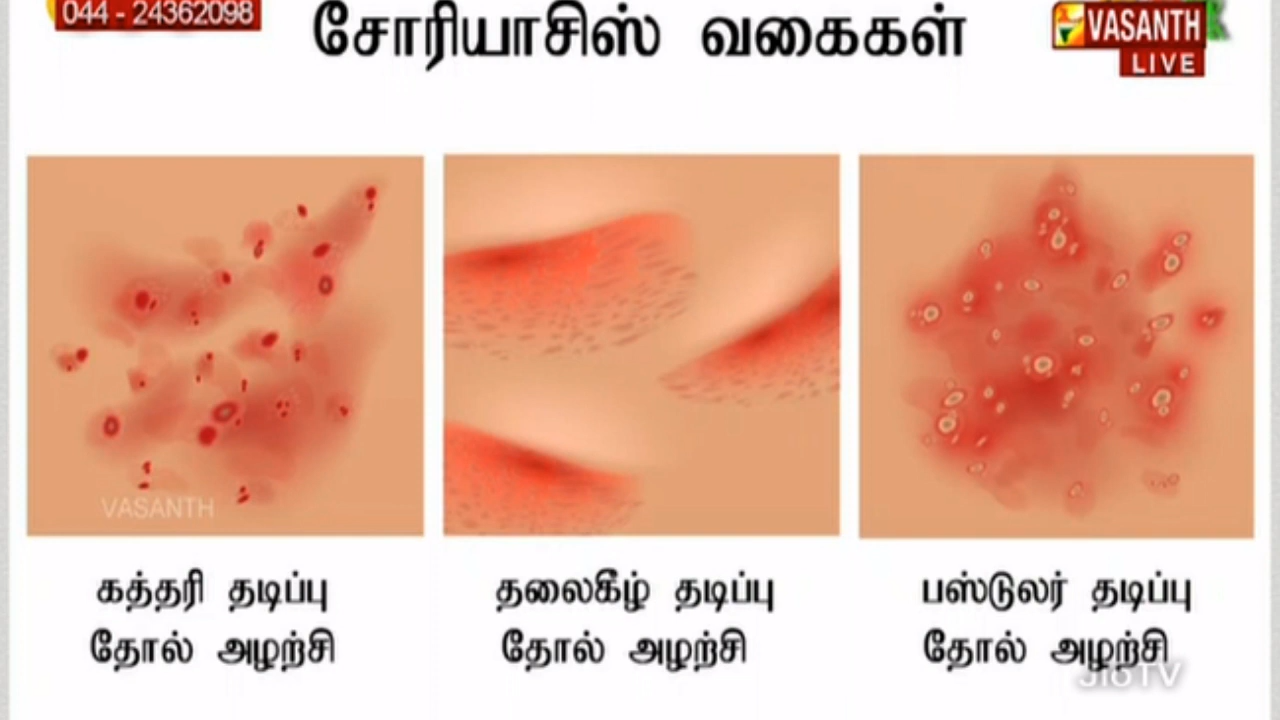 044 - 24362098
சோரியாசிஸ் வகைகள்
VASANTH
LIVE
VASANTH
கத்தரி தடிப்பு
தோல் அழற்சி
தலைகீழ் தடிப்பு
தோல் அழற்சி
பஸ்டுலர் தடிப்பு
தோல் அழற்சி
JioTV